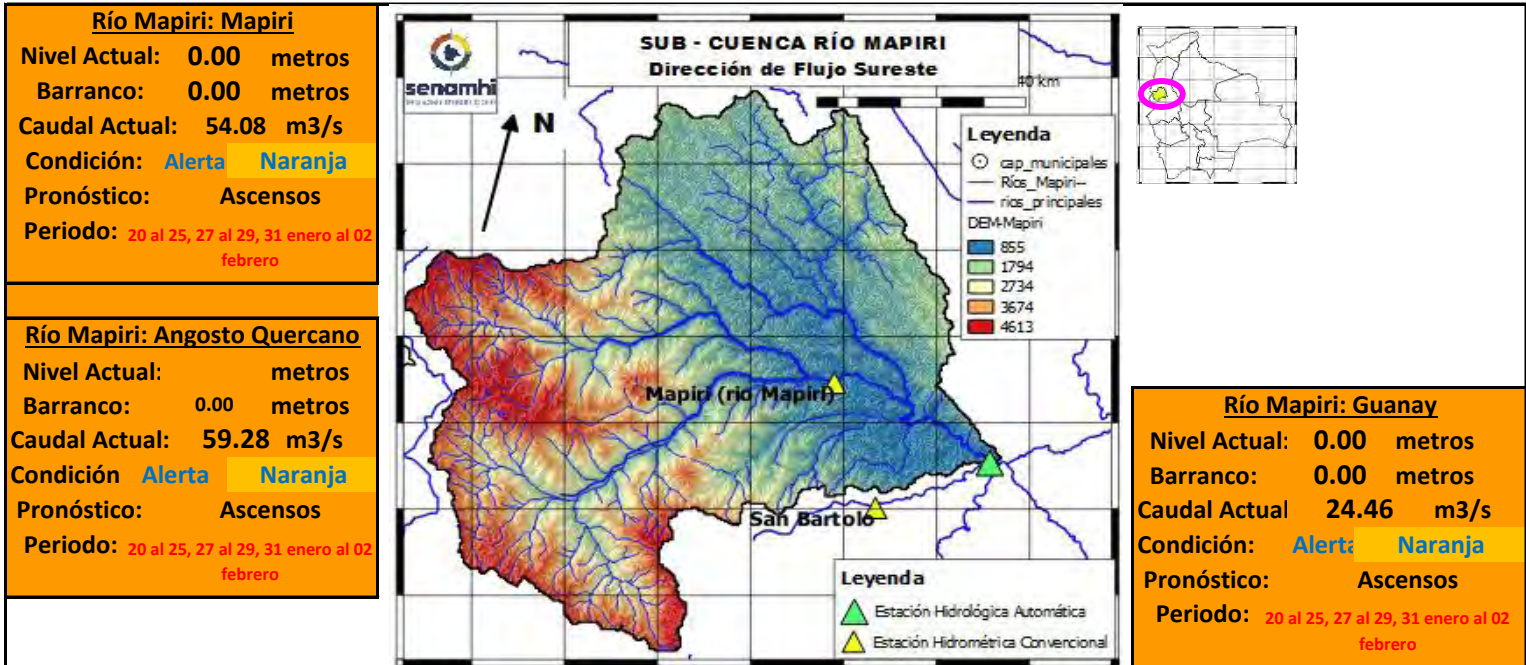 Río Mapiri: Mapiri
Nivel Actual: 0.00 metros
Barranco: 0.00 metros
Caudal Actual: 54.08 m3/s
Condición: Alerta Naranja
Pronóstico: Ascensos
Periodo: 20 al 25, 27 al 29, 31 enero al 02
febrero
Río Mapiri: Angosto Quercano
Nivel Actual: metros
Barranco: 0.00 metros
Caudal Actual: 59.28 m3/s
Condición Alerta Naranja
Pronóstico: Ascensos
Periodo: 20 al 25, 27 al 29, 31 enero al 02
febrero
senamhi
SUB - CUENCA RÍO MAPIRI
Dirección de Flujo Sureste
40 km
N
Leyenda
cap_municipales
Ríos_Mapiri--
rios_principales
DEM-Mapiri
855
1794
2734
3674
4613
Mapiri (rio Mapiri)
San Bartolo
Leyenda
Estación Hidrológica Automática
Estación Hidrométrica Convencional
Río Mapiri: Guanay
Nivel Actual: 0.00 metros
Barranco: 0.00 metros
Caudal Actual 24.46 m3/s
Condición: Alerta Naranja
Pronóstico: Ascensos
Periodo: 20 al 25, 27 al 29, 31 enero al 02
febrero